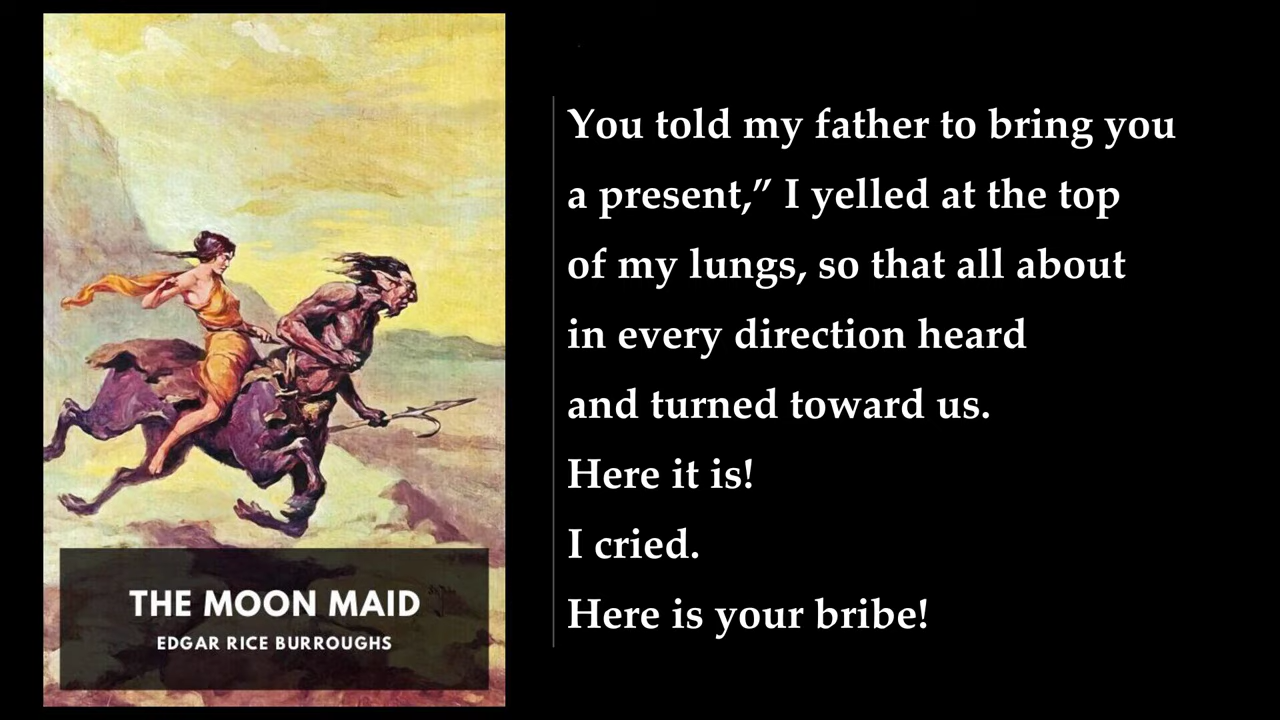 THE MOON MAID
EDGAR RICE BURROUGHS
You told my father to bring you
a present,” I yelled at the top
of my lungs, so that all about
in every direction heard
and turned toward us.
Here it is!
I cried.
Here is your bribe!